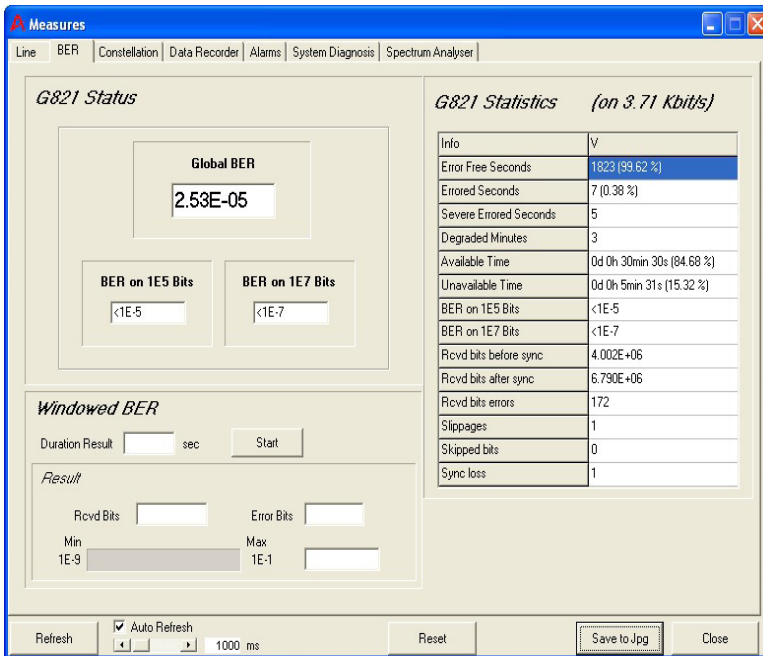 Measures
Line BER Constellation Data Recorder Alarms System Diagnosis Spectrum Analyser
G821 Status
Global BER
2.53E-05
BER on 1E5 Bits
<1E-5
BER on 1E7 Bits
<1E-7
Windowed BER
Duration Result sec Start
Result
Rcvd Bits Error Bits
Min Max
1E-9 1E-1
G821 Statistics (on 3.71 Kbit/s)
Info V
Error Free Seconds 1823 (99.62 %)
Errored Seconds 7 (0.38 %)
Severe Errored Seconds 5
Degraded Minutes 3
Available Time 0d 0h 30min 30s (84.68 %)
Unavailable Time 0d 0h 5min 31s (15.32 %)
BER on 1E5 Bits <1E-5
BER on 1E7 Bits <1E-7
Rcvd bits before sync 4.002E+06
Rcvd bits after sync 6.790E+06
Rcvd bits errors 172
Slippages 1
Skipped bits 0
Sync loss 1
Refresh Auto Refresh Reset Save to Jpg Close
1000 ms